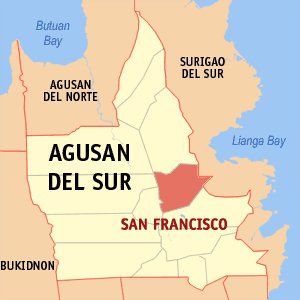 Butuan
Bay
SURIGAO
DEL SUR
AGUSAN
DEL NORTE
Lianga Bay
AGUSAN
DEL SUR
SAN FRANCISCO
BUKIDNON